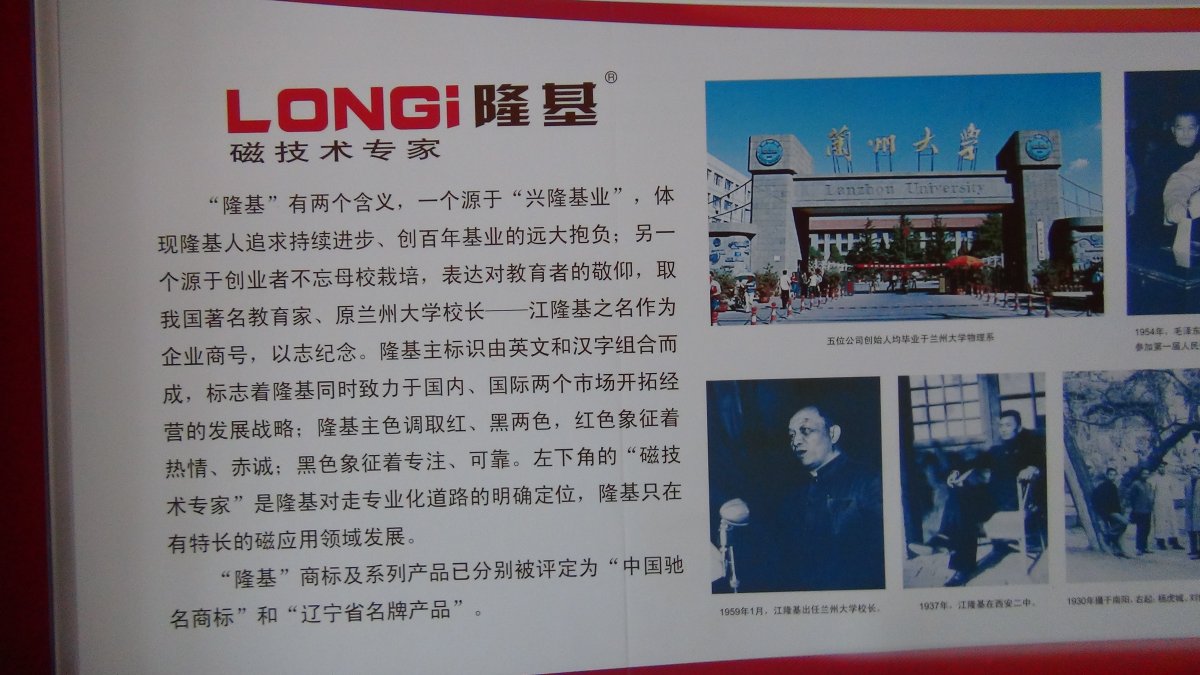 LONGi隆基®
磁技术专家
“隆基”有两个含义，一个源于“兴隆基业”，体
现隆基人追求持续进步、创百年基业的远大抱负；另一
个源于创业者不忘母校栽培，表达对教育者的敬仰，取
我国著名教育家、原兰州大学校长——江隆基之名作为
企业商号，以志纪念。隆基主标识由英文和汉字组合而
成，标志着隆基同时致力于国内、国际两个市场开拓经
营的发展战略；隆基主色调取红、黑两色，红色象征着
热情、赤诚；黑色象征着专注、可靠。左下角的“磁技
术专家”是隆基对走专业化道路的明确定位，隆基只在
有特长的磁应用领域发展。
“隆基”商标及系列产品已分别被评定为“中国驰
名商标”和“辽宁省名牌产品”。
兰州大学
Lanzhou University
五位公司创始人均毕业于兰州大学物理系
1954年，毛泽东
参加第一届人民
1959年1月，江隆基出任兰州大学校长。
1937年，江隆基在西安二中。
1930年摄于南阳，右起，杨虎城，刘